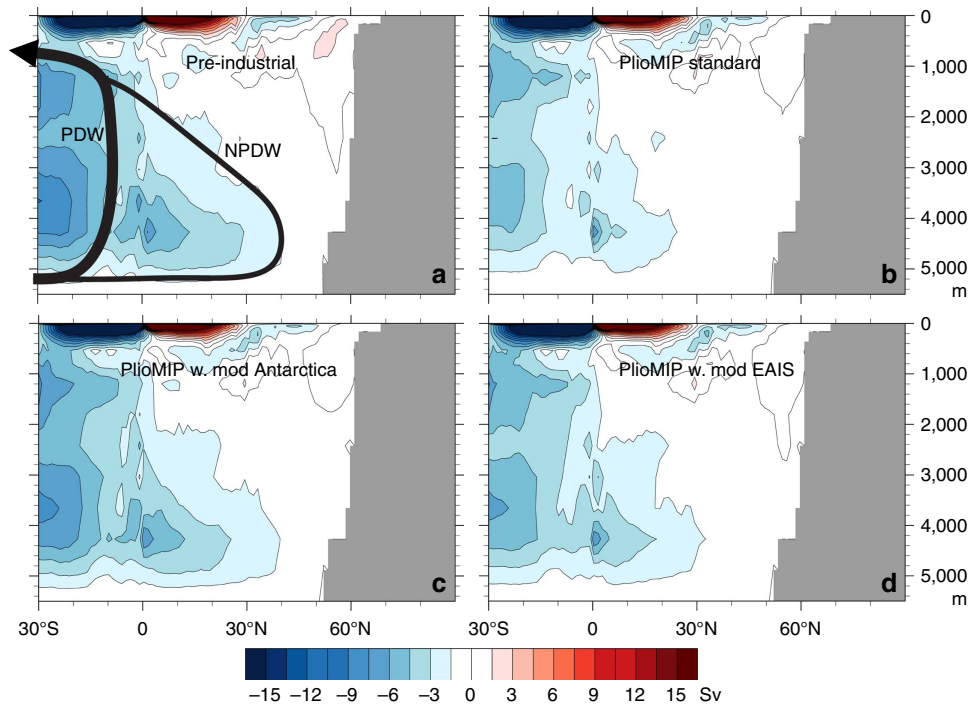 Pre-industrial
PDW
NPDW
a
PlioMIP standard
b
0
1,000
2,000
3,000
4,000
5,000
m
PlioMIP w. mod Antarctica
c
PlioMIP w. mod EAIS
d
0
1,000
2,000
3,000
4,000
5,000
m
30°S 0 30°N 60°N
30°S 0 30°N 60°N
–15 –12 –9 –6 –3 0 3 6 9 12 15 Sv